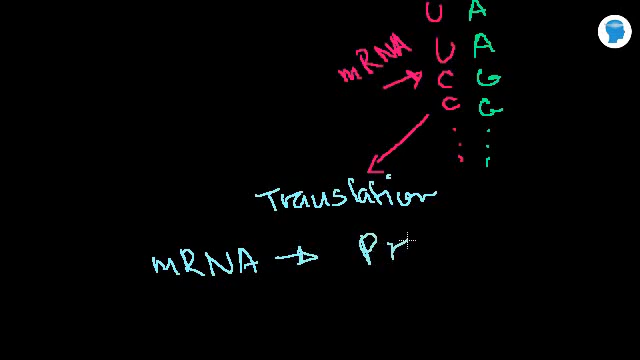 U A
U A
mRNA
C G
C G
Translation
mRNA → Pr